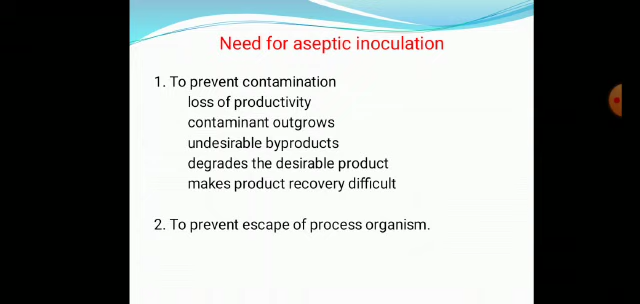 Need for aseptic inoculation
1. To prevent contamination
loss of productivity
contaminant outgrows
undesirable byproducts
degrades the desirable product
makes product recovery difficult
2. To prevent escape of process organism.